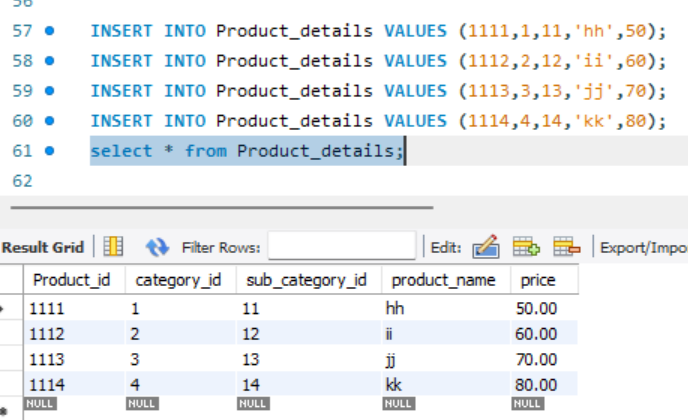 57 INSERT INTO Product_details VALUES (1111,1,11,'hh',50);
58 INSERT INTO Product_details VALUES (1112,2,12,'ii',60);
59 INSERT INTO Product_details VALUES (1113,3,13,'jj',70);
60 INSERT INTO Product_details VALUES (1114,4,14,'kk',80);
61 select * from Product_details;
62
Result Grid Filter Rows: Edit: Export/Impo
Product_id category_id sub_category_id product_name price
1111 1 11 hh 50.00
1112 2 12 ii 60.00
1113 3 13 jj 70.00
1114 4 14 kk 80.00
NULL NULL NULL NULL NULL